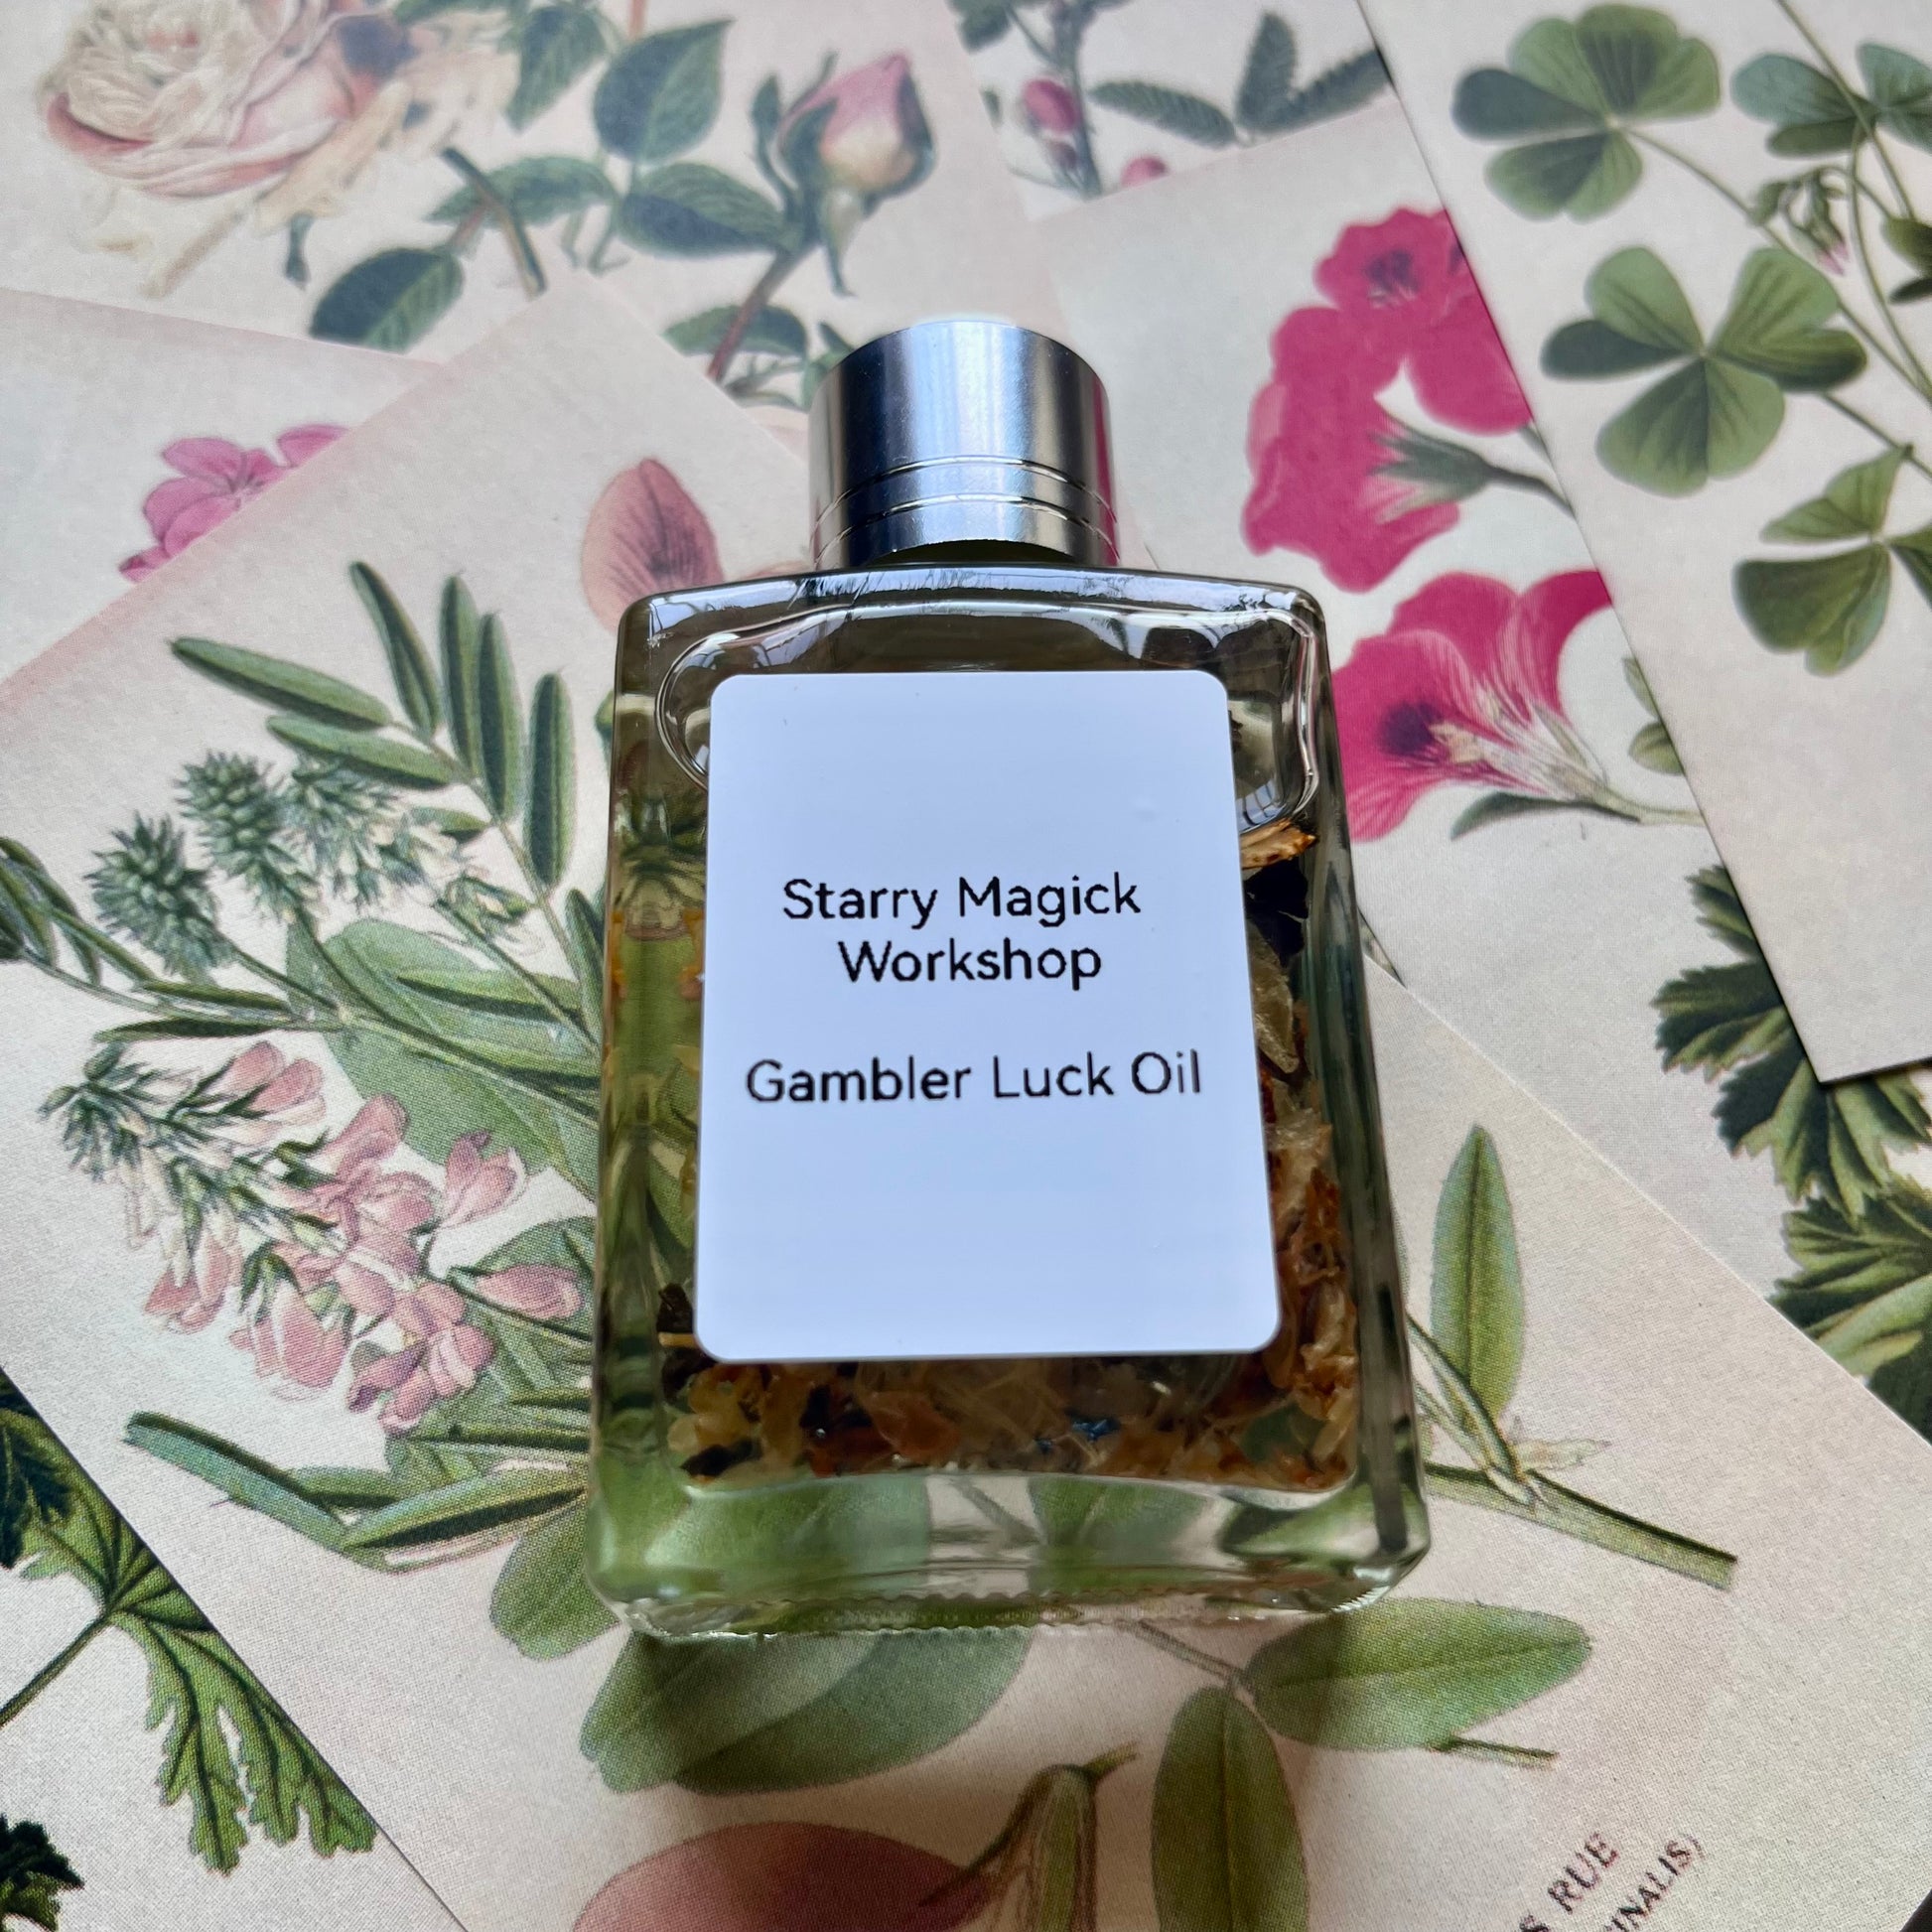 Starry Magick
Workshop
Gambler Luck Oil
RUE